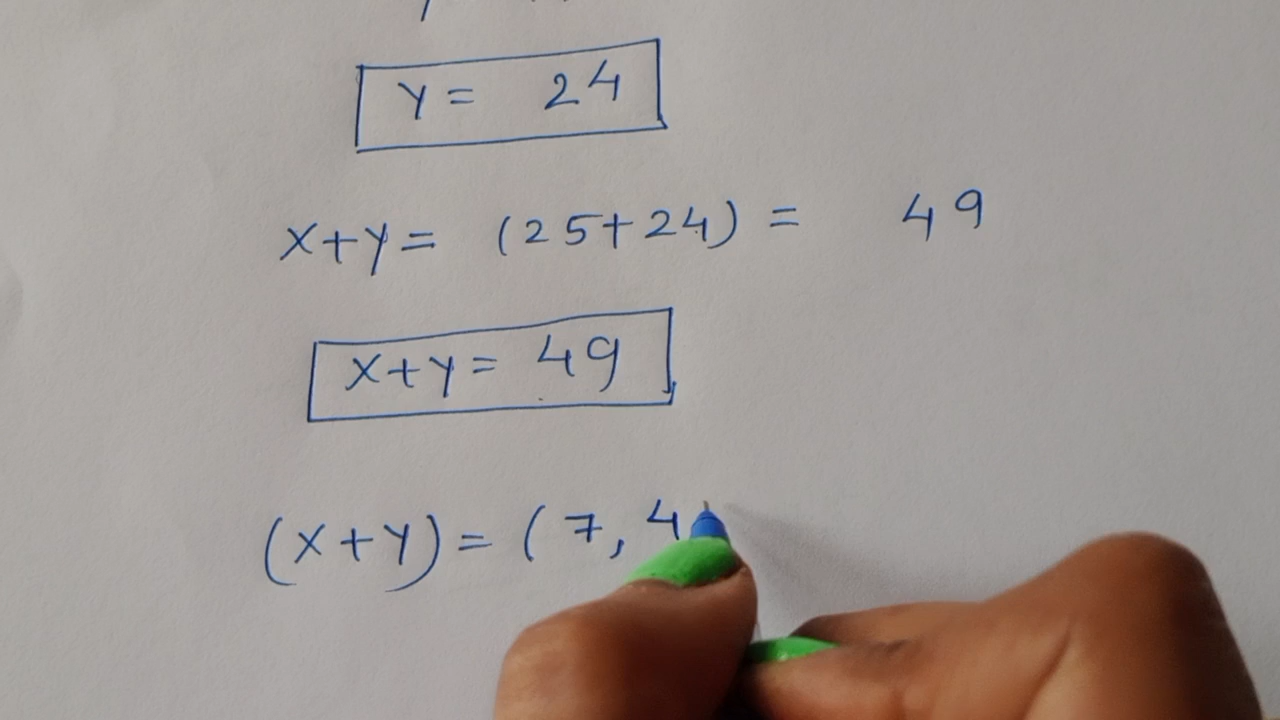 Y = 24
X+Y = (25+24) = 49
X+Y = 49
(X+Y) = (7, 4